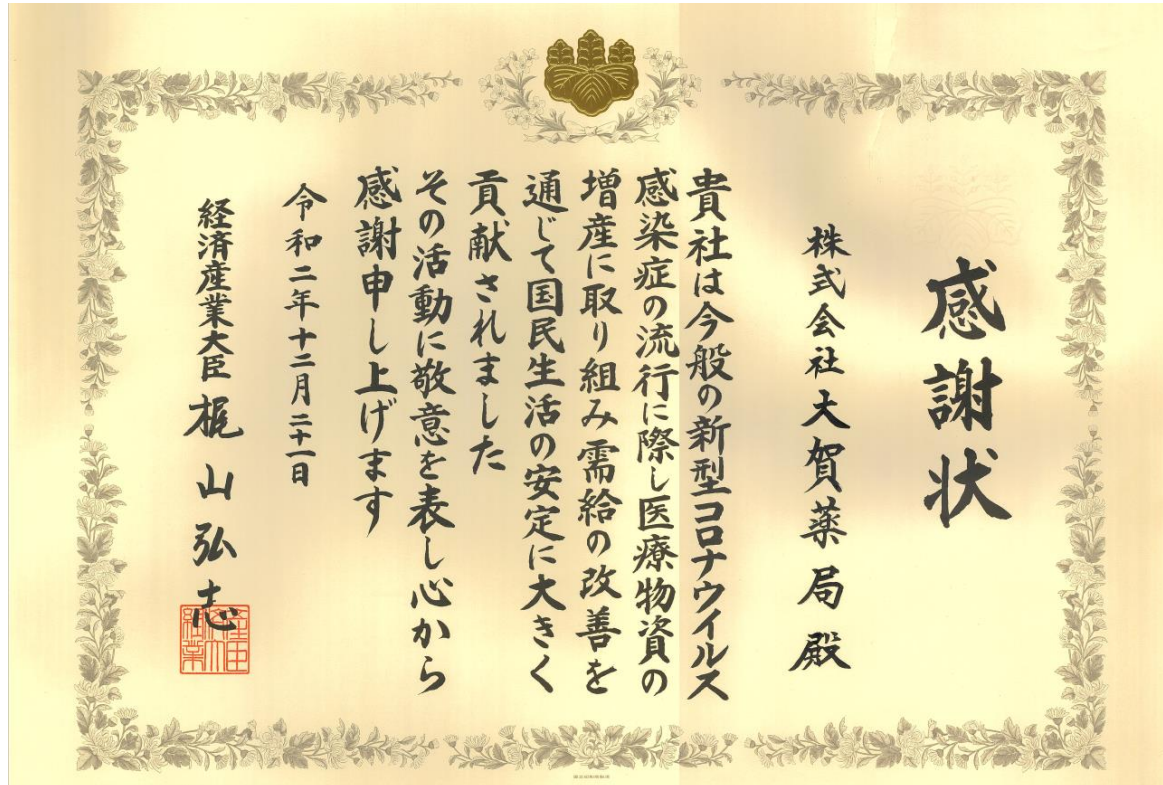 感謝状
株式会社大賀薬局殿
貴社は今般の新型コロナウイルス
感染症の流行に際し医療物資の
増産に取り組み需給の改善を
通じて国民生活の安定に大きく
貢献されました
その活動に敬意を表し心から
感謝申し上げます
令和二年十二月二十一日
経済産業大臣 梶山弘志